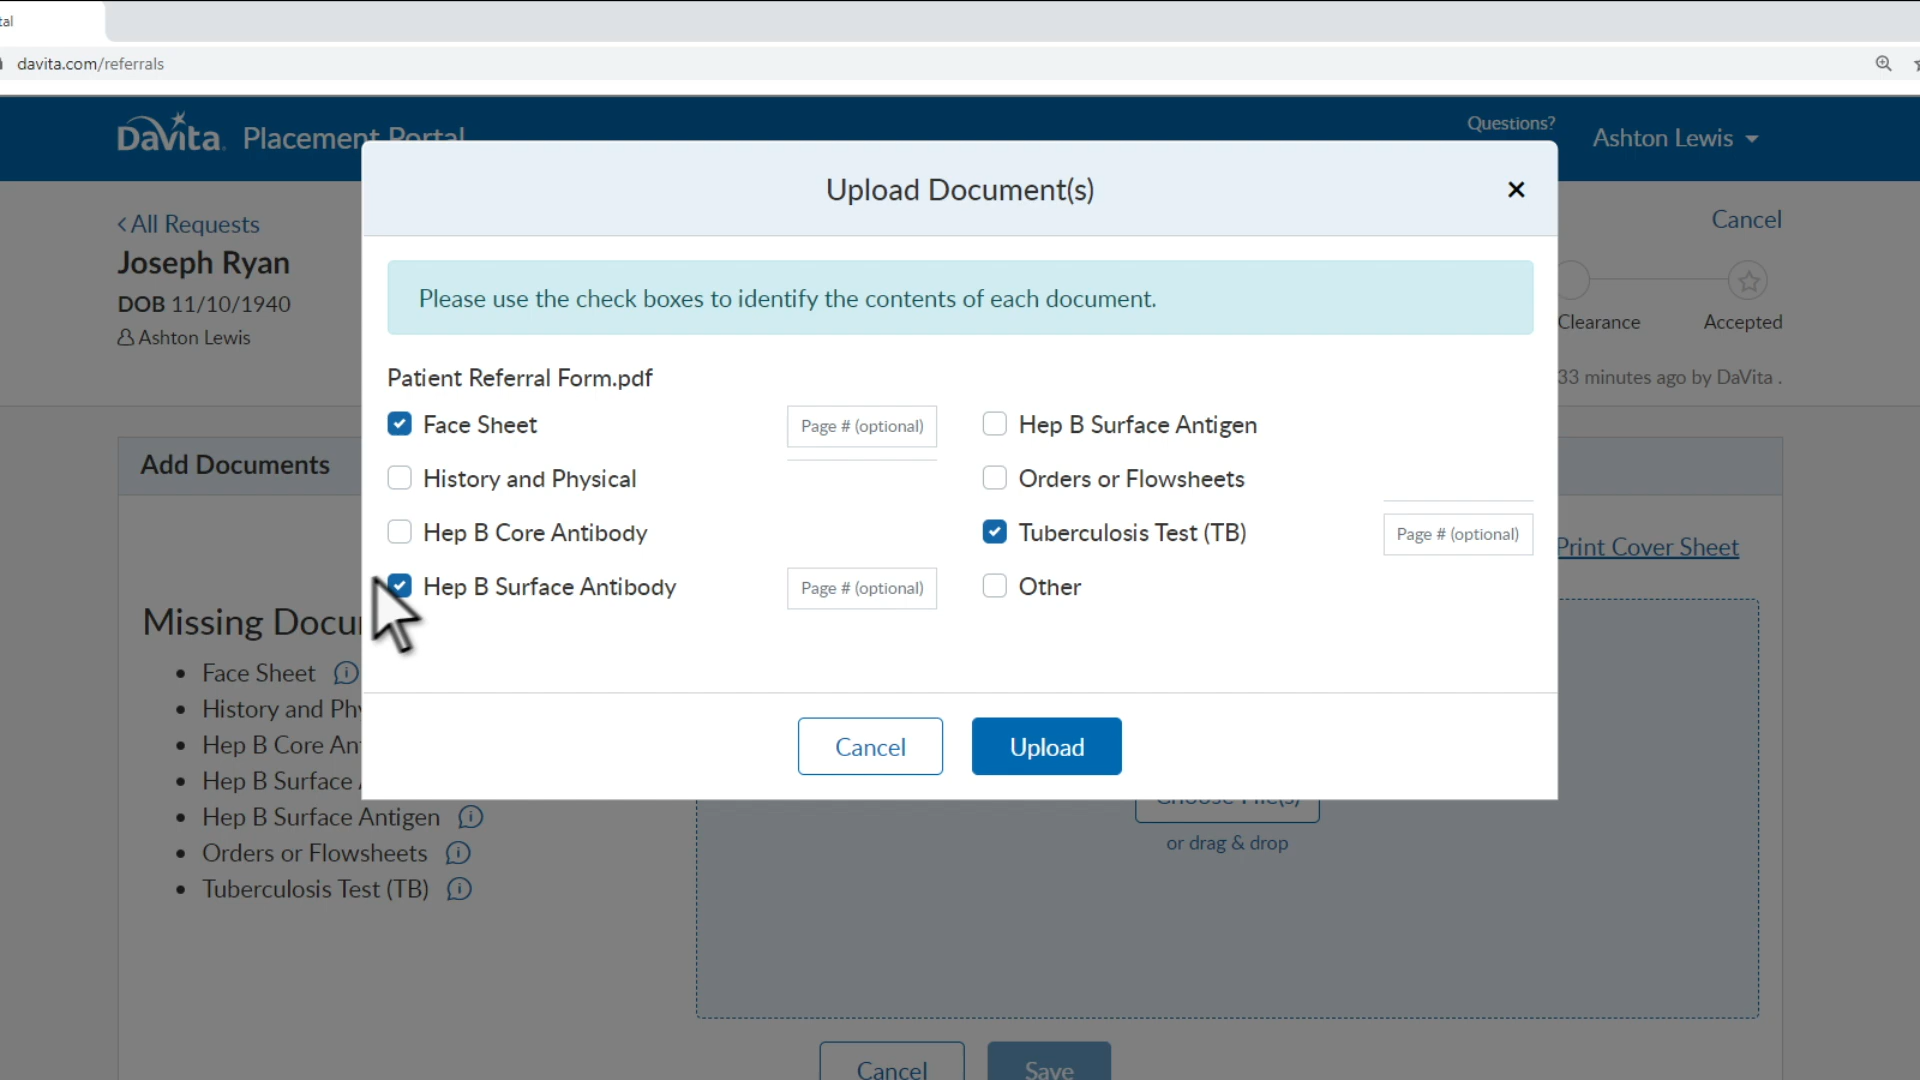 tal
davita.com/referrals
DaVita. Placement Portal
Questions?
Ashton Lewis
Upload Document(s)
All Requests
Cancel
Joseph Ryan
DOB 11/10/1940
Ashton Lewis
Please use the check boxes to identify the contents of each document.
Clearance
Accepted
33 minutes ago by DaVita .
Patient Referral Form.pdf
Face Sheet
Page # (optional)
Hep B Surface Antigen
Add Documents
History and Physical
Orders or Flowsheets
Hep B Core Antibody
Tuberculosis Test (TB)
Page # (optional)
Print Cover Sheet
Hep B Surface Antibody
Page # (optional)
Other
Missing Docu
Face Sheet
History and Phy
Hep B Core An
Hep B Surface
Cancel
Upload
Hep B Surface Antigen
Choose File(s)
or drag & drop
Orders or Flowsheets
Tuberculosis Test (TB)
Cancel
Save